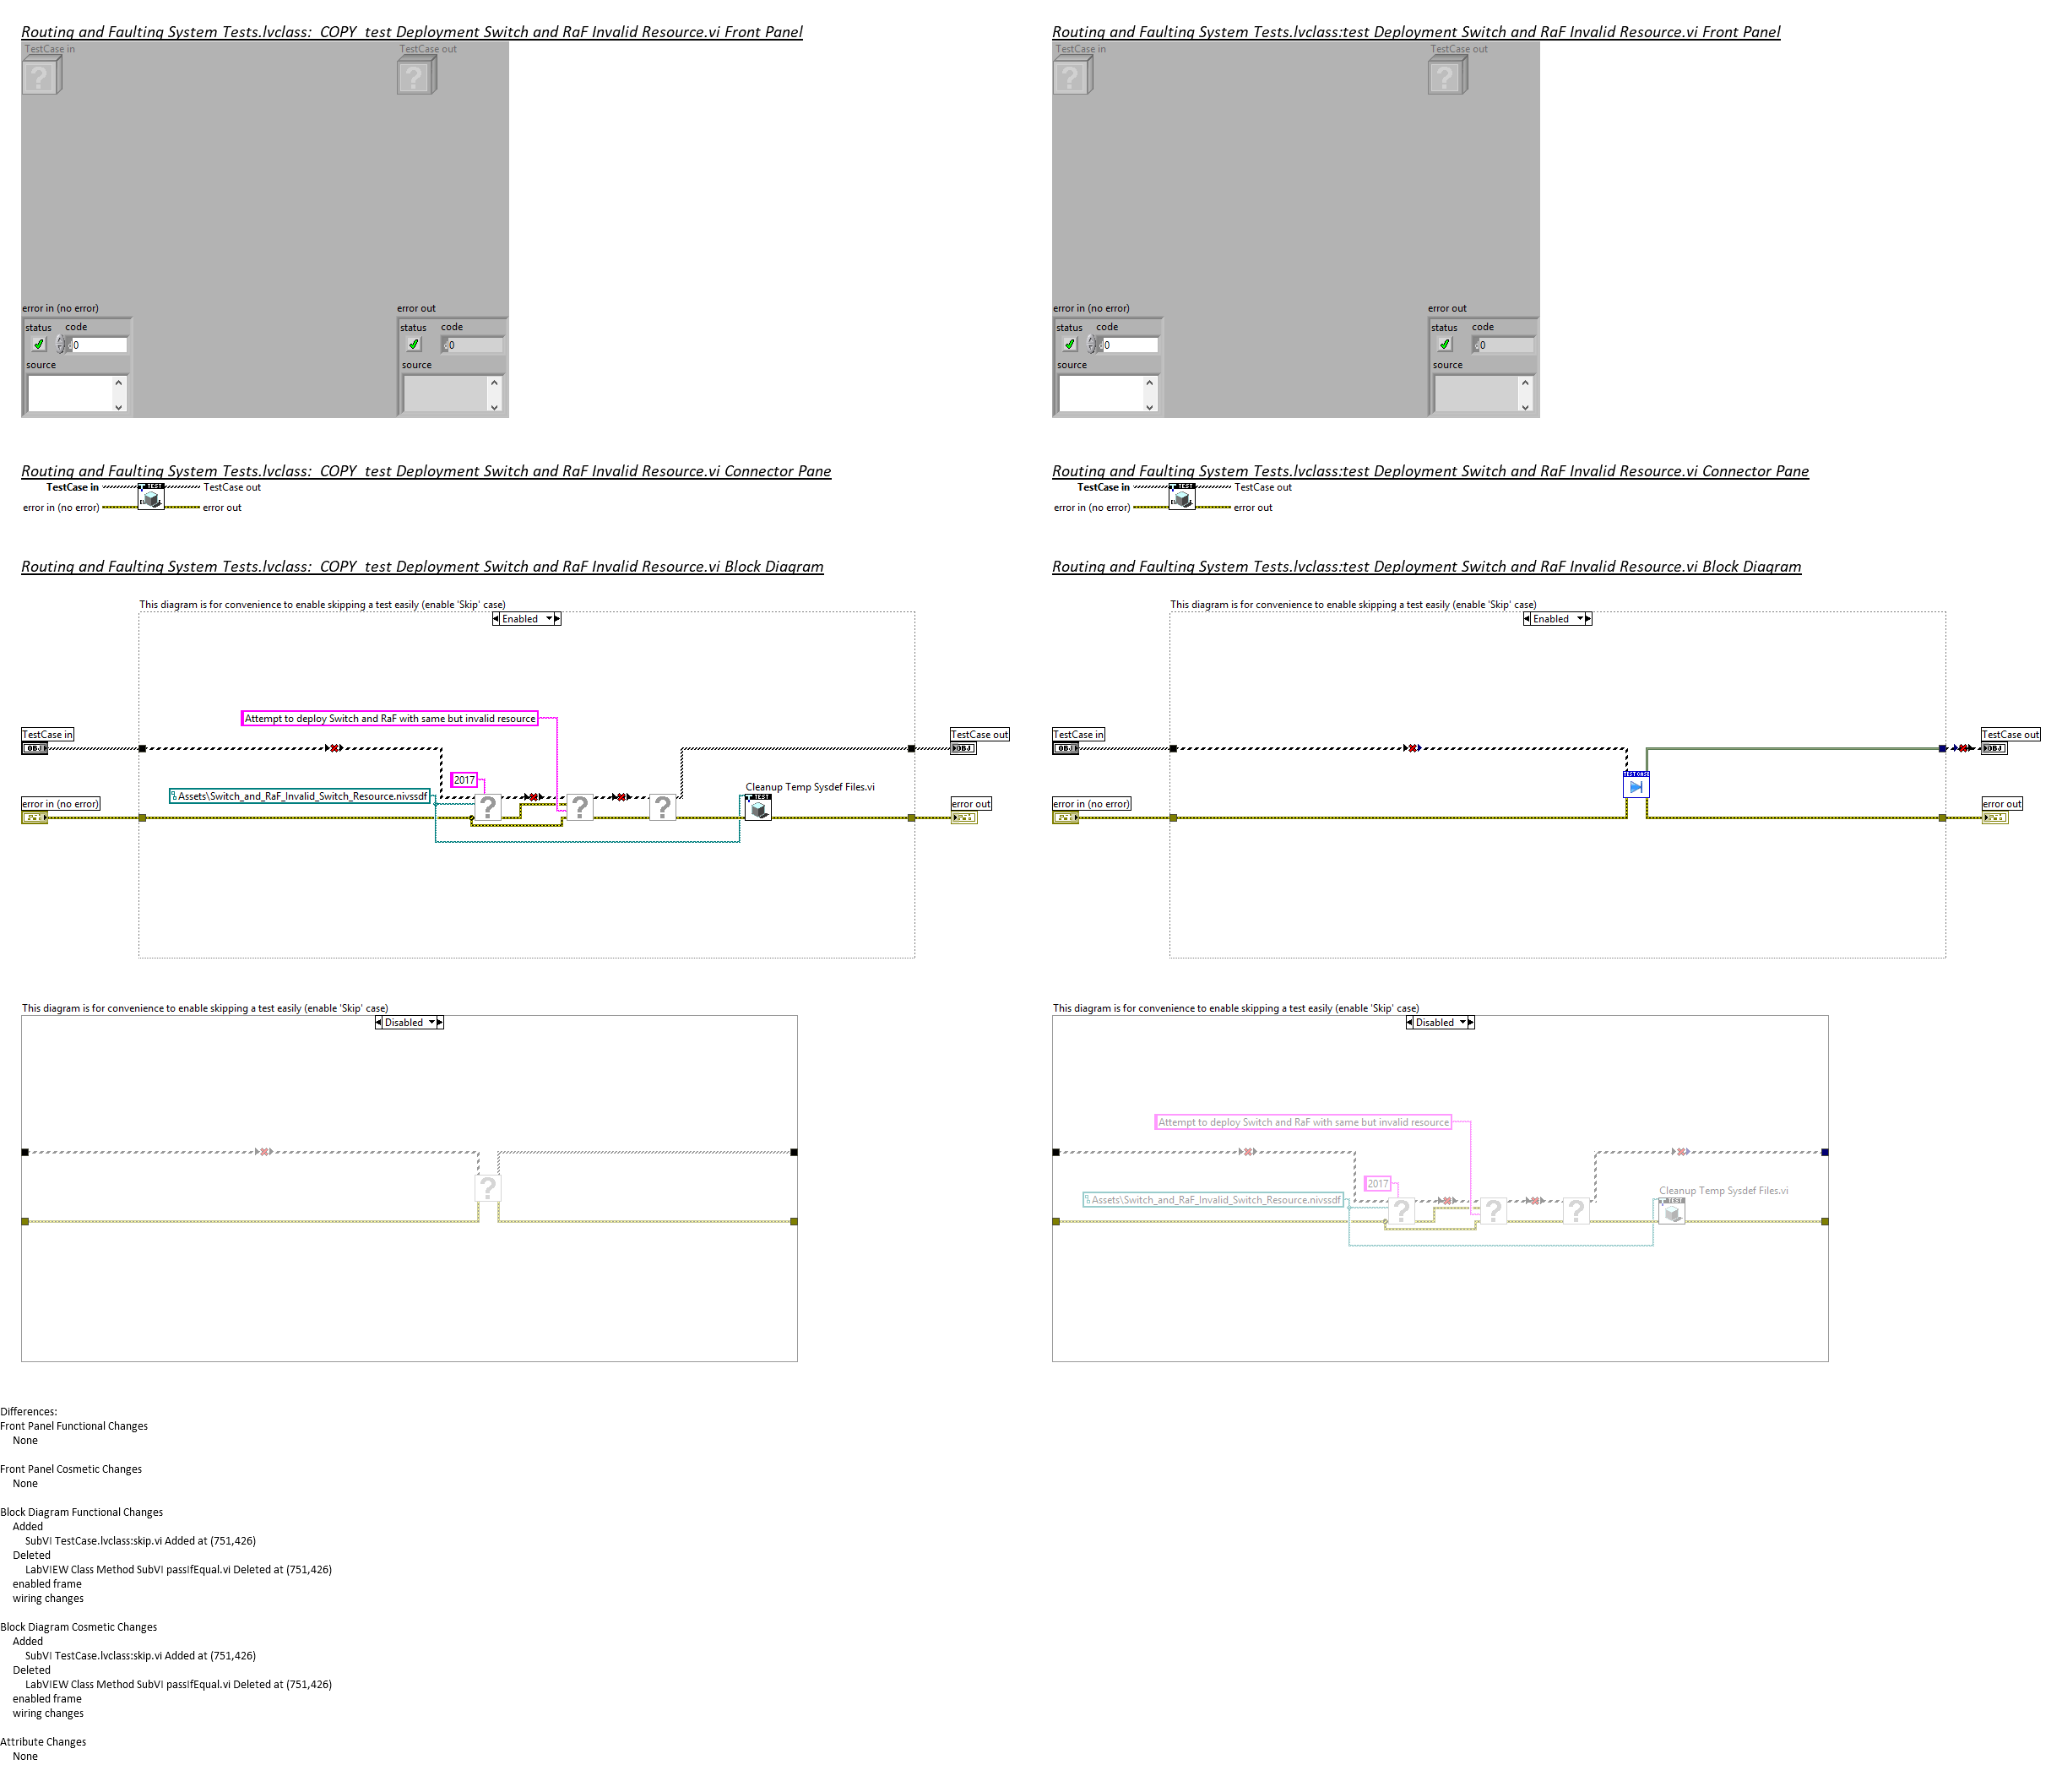 Routing and Faulting System Tests.lvclass:_COPY_test Deployment Switch and RaF Invalid Resource.vi Front Panel
TestCase in
TestCase out
?
?
error in (no error)
status
code
0
source
error out
status
code
0
source
Routing and Faulting System Tests.lvclass:_COPY_test Deployment Switch and RaF Invalid Resource.vi Connector Pane
TestCase in
TEST
TestCase out
error in (no error)
error out
Routing and Faulting System Tests.lvclass:_COPY_test Deployment Switch and RaF Invalid Resource.vi Block Diagram
This diagram is for convenience to enable skipping a test easily (enable 'Skip' case)
Enabled
Attempt to deploy Switch and RaF with same but invalid resource
TestCase in
OBJ
TestCase out
OBJ
2017
Assets\Switch_and_RaF_Invalid_Switch_Resource.nivssdf
?
?
?
Cleanup Temp Sysdef Files.vi
TEST
error in (no error)
error out
This diagram is for convenience to enable skipping a test easily (enable 'Skip' case)
Disabled
?
Routing and Faulting System Tests.lvclass:test Deployment Switch and RaF Invalid Resource.vi Front Panel
TestCase in
TestCase out
?
?
error in (no error)
status
code
0
source
error out
status
code
0
source
Routing and Faulting System Tests.lvclass:test Deployment Switch and RaF Invalid Resource.vi Connector Pane
TestCase in
TEST
TestCase out
error in (no error)
error out
Routing and Faulting System Tests.lvclass:test Deployment Switch and RaF Invalid Resource.vi Block Diagram
This diagram is for convenience to enable skipping a test easily (enable 'Skip' case)
Enabled
TestCase in
OBJ
TestCase out
OBJ
TESTCASE
error in (no error)
error out
This diagram is for convenience to enable skipping a test easily (enable 'Skip' case)
Disabled
Attempt to deploy Switch and RaF with same but invalid resource
2017
Assets\Switch_and_RaF_Invalid_Switch_Resource.nivssdf
?
?
?
Cleanup Temp Sysdef Files.vi
TEST
Differences:
Front Panel Functional Changes
None
Front Panel Cosmetic Changes
None
Block Diagram Functional Changes
Added
SubVI TestCase.lvclass:skip.vi Added at (751,426)
Deleted
LabVIEW Class Method SubVI passIfEqual.vi Deleted at (751,426)
enabled frame
wiring changes
Block Diagram Cosmetic Changes
Added
SubVI TestCase.lvclass:skip.vi Added at (751,426)
Deleted
LabVIEW Class Method SubVI passIfEqual.vi Deleted at (751,426)
enabled frame
wiring changes
Attribute Changes
None